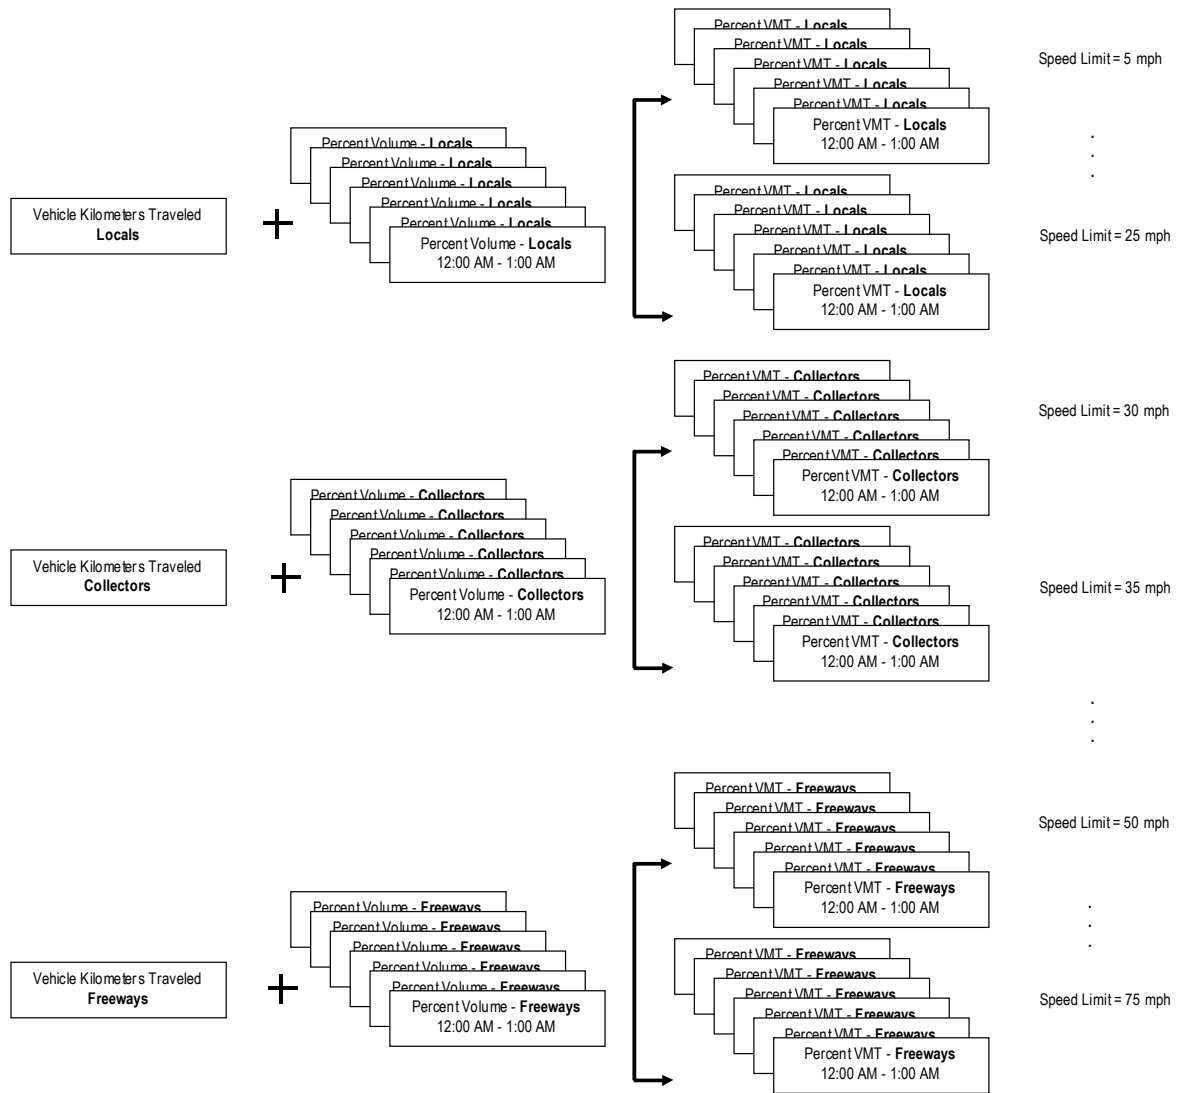 Percent VMT - Locals
Percent VMT - Locals
Percent VMT - Locals
Percent VMT - Locals
Percent VMT - Locals
Percent VMT - Locals
12:00 AM - 1:00 AM
Speed Limit = 5 mph
.
.
.
Percent Volume - Locals
Percent Volume - Locals
Percent Volume - Locals
Percent Volume - Locals
Percent Volume - Locals
Percent Volume - Locals
12:00 AM - 1:00 AM
Vehicle Kilometers Traveled
Locals
+
Percent VMT - Locals
Percent VMT - Locals
Percent VMT - Locals
Percent VMT - Locals
Percent VMT - Locals
Percent VMT - Locals
12:00 AM - 1:00 AM
Speed Limit = 25 mph
Percent VMT - Collectors
Percent VMT - Collectors
Percent VMT - Collectors
Percent VMT - Collectors
Percent VMT - Collectors
Percent VMT - Collectors
12:00 AM - 1:00 AM
Speed Limit = 30 mph
Percent Volume - Collectors
Percent Volume - Collectors
Percent Volume - Collectors
Percent Volume - Collectors
Percent Volume - Collectors
Percent Volume - Collectors
12:00 AM - 1:00 AM
Vehicle Kilometers Traveled
Collectors
+
Percent VMT - Collectors
Percent VMT - Collectors
Percent VMT - Collectors
Percent VMT - Collectors
Percent VMT - Collectors
Percent VMT - Collectors
12:00 AM - 1:00 AM
Speed Limit = 35 mph
.
.
.
Percent VMT - Freeways
Percent VMT - Freeways
Percent VMT - Freeways
Percent VMT - Freeways
Percent VMT - Freeways
Percent VMT - Freeways
12:00 AM - 1:00 AM
Speed Limit = 50 mph
.
.
.
Percent Volume - Freeways
Percent Volume - Freeways
Percent Volume - Freeways
Percent Volume - Freeways
Percent Volume - Freeways
Percent Volume - Freeways
12:00 AM - 1:00 AM
Vehicle Kilometers Traveled
Freeways
+
Percent VMT - Freeways
Percent VMT - Freeways
Percent VMT - Freeways
Percent VMT - Freeways
Percent VMT - Freeways
Percent VMT - Freeways
12:00 AM - 1:00 AM
Speed Limit = 75 mph